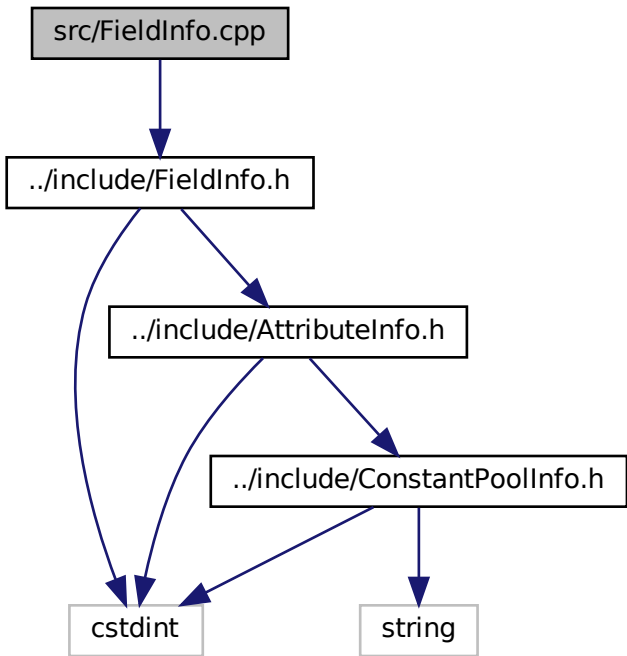 src/FieldInfo.cpp
../include/FieldInfo.h
../include/AttributeInfo.h
../include/ConstantPoolInfo.h
cstdint
string